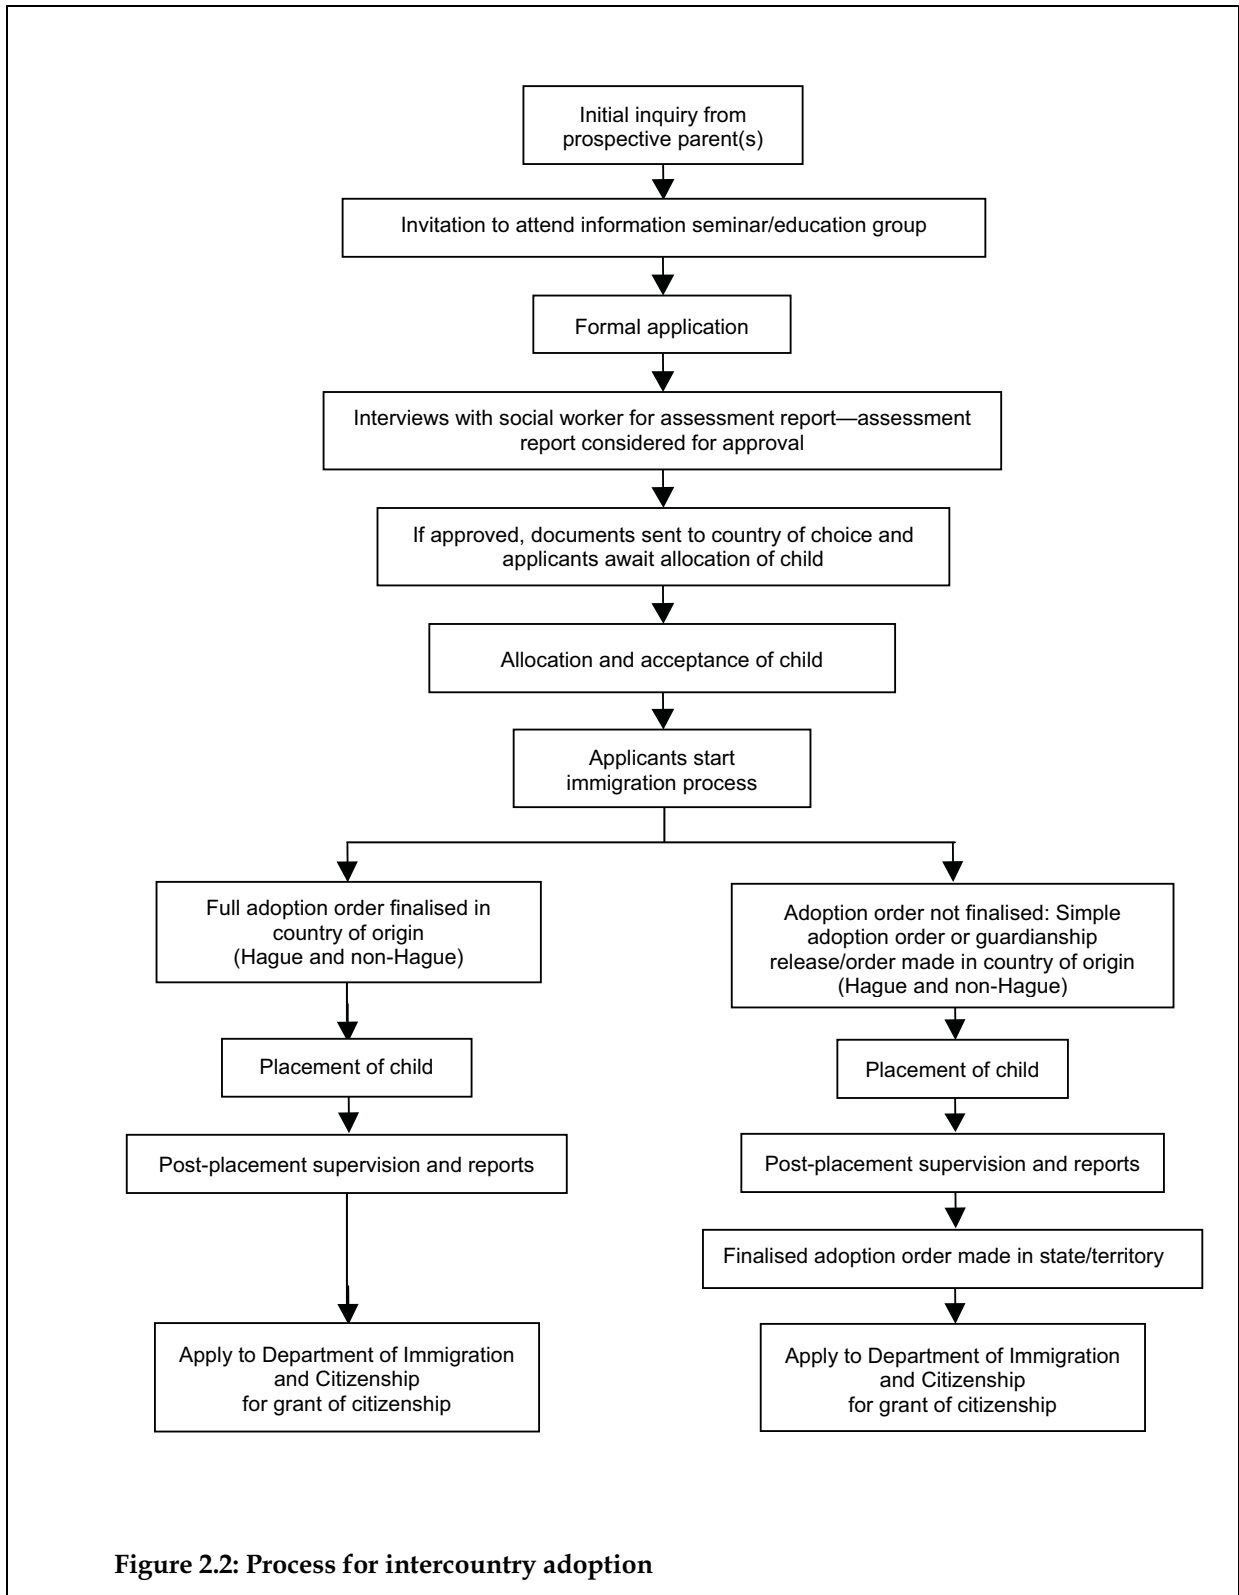 Initial inquiry from
prospective parent(s)
Invitation to attend information seminar/education group
Formal application
Interviews with social worker for assessment report—assessment
report considered for approval
If approved, documents sent to country of choice and
applicants await allocation of child
Allocation and acceptance of child
Applicants start
immigration process
Full adoption order finalised in
country of origin
(Hague and non-Hague)
Placement of child
Post-placement supervision and reports
Apply to Department of Immigration
and Citizenship
for grant of citizenship
Adoption order not finalised: Simple
adoption order or guardianship
release/order made in country of origin
(Hague and non-Hague)
Placement of child
Post-placement supervision and reports
Finalised adoption order made in state/territory
Apply to Department of Immigration
and Citizenship
for grant of citizenship
Figure 2.2: Process for intercountry adoption